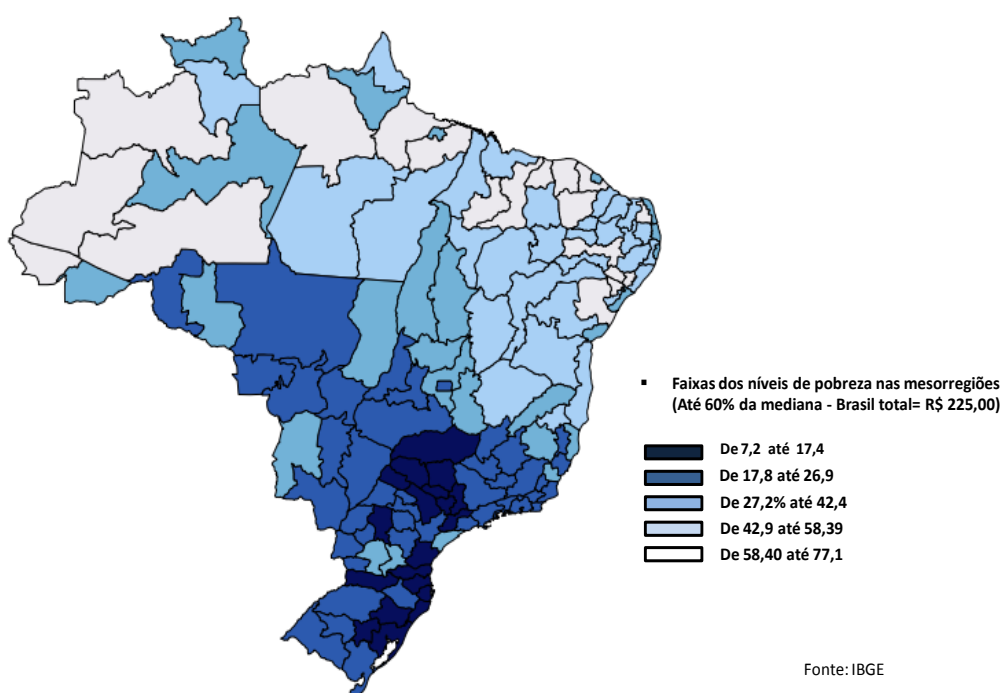 ▪ Faixas dos níveis de pobreza nas mesorregiões
(Até 60% da mediana - Brasil total= R$ 225,00)
De 7,2 até 17,4
De 17,8 até 26,9
De 27,2% até 42,4
De 42,9 até 58,39
De 58,40 até 77,1
Fonte: IBGE